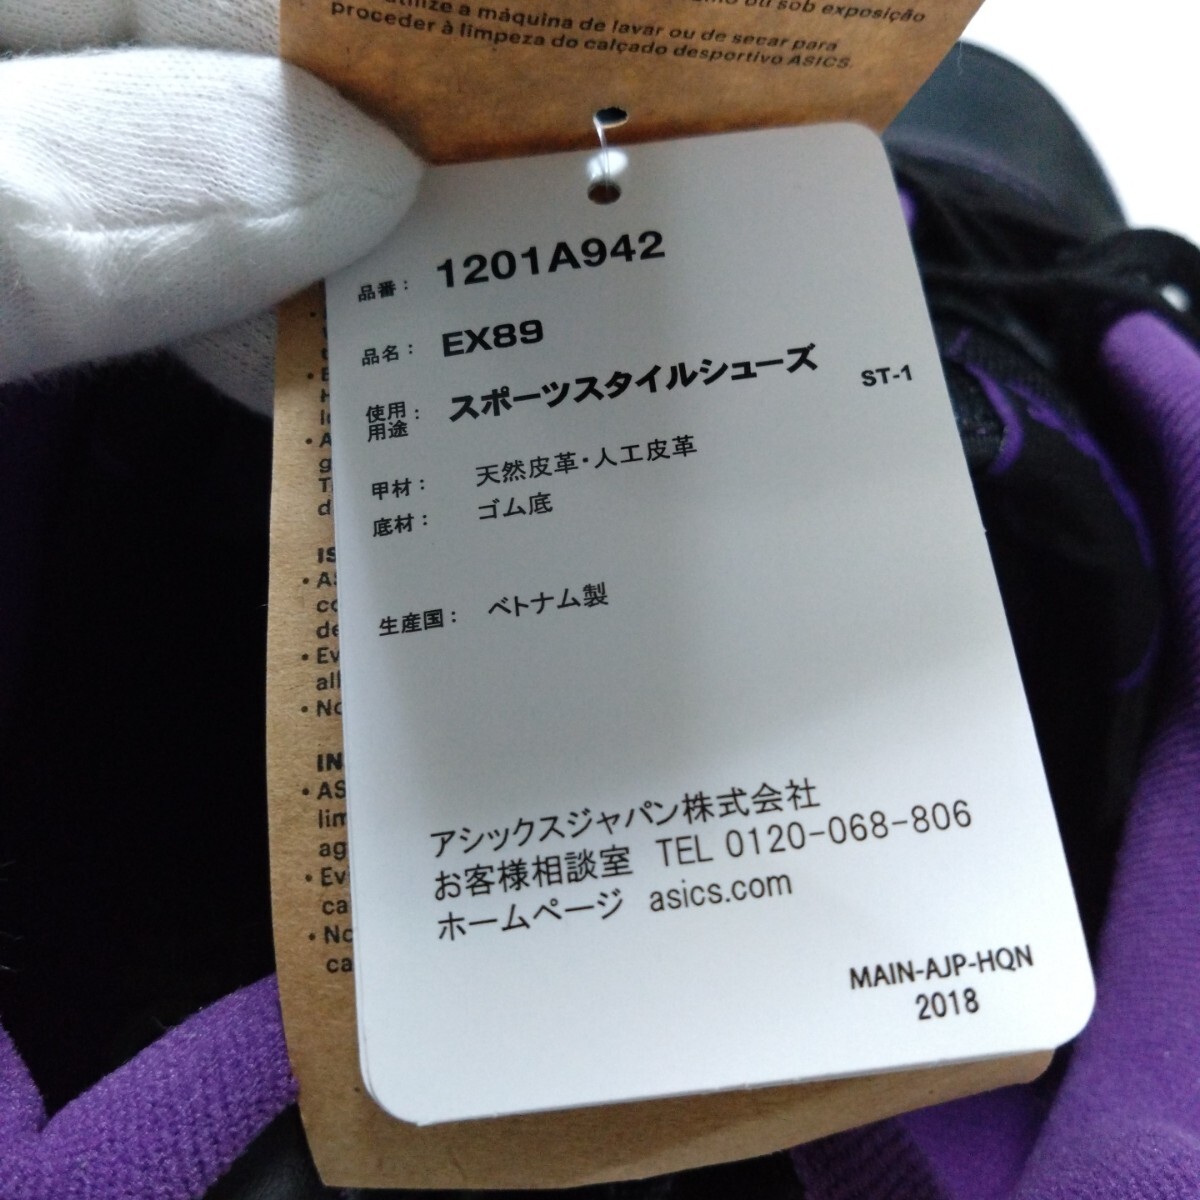 utilize a máquina de lavar ou de secar para
proceder à limpeza do calçado desportivo ASICS.
品番： 1201A942
品名： EX89
使用用途： スポーツスタイルシューズ ST-1
甲材： 天然皮革・人工皮革
底材： ゴム底
生産国： ベトナム製
アシックスジャパン株式会社
お客様相談室 TEL 0120-068-806
ホームページ asics.com
MAIN-AJP-HQN
2018